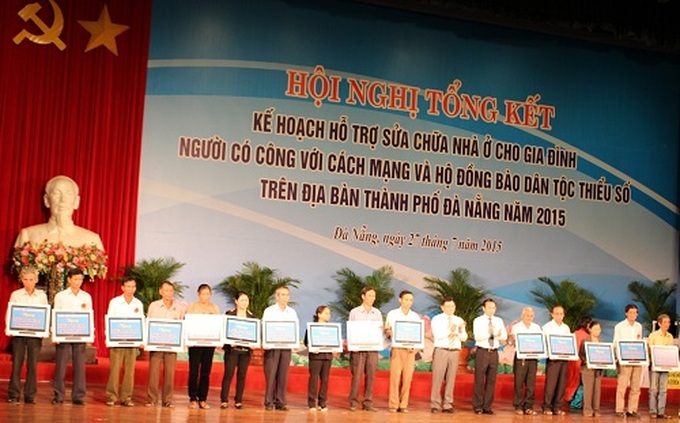 HỘI NGHỊ TỔNG KẾT
KẾ HOẠCH HỖ TRỢ SỬA CHỮA NHÀ Ở CHO GIA ĐÌNH
NGƯỜI CÓ CÔNG VỚI CÁCH MẠNG VÀ HỘ ĐỒNG BÀO DÂN TỘC THIỂU SỐ
TRÊN ĐỊA BÀN THÀNH PHỐ ĐÀ NẴNG NĂM 2015
Đà Nẵng, ngày 27 tháng 7 năm 2015